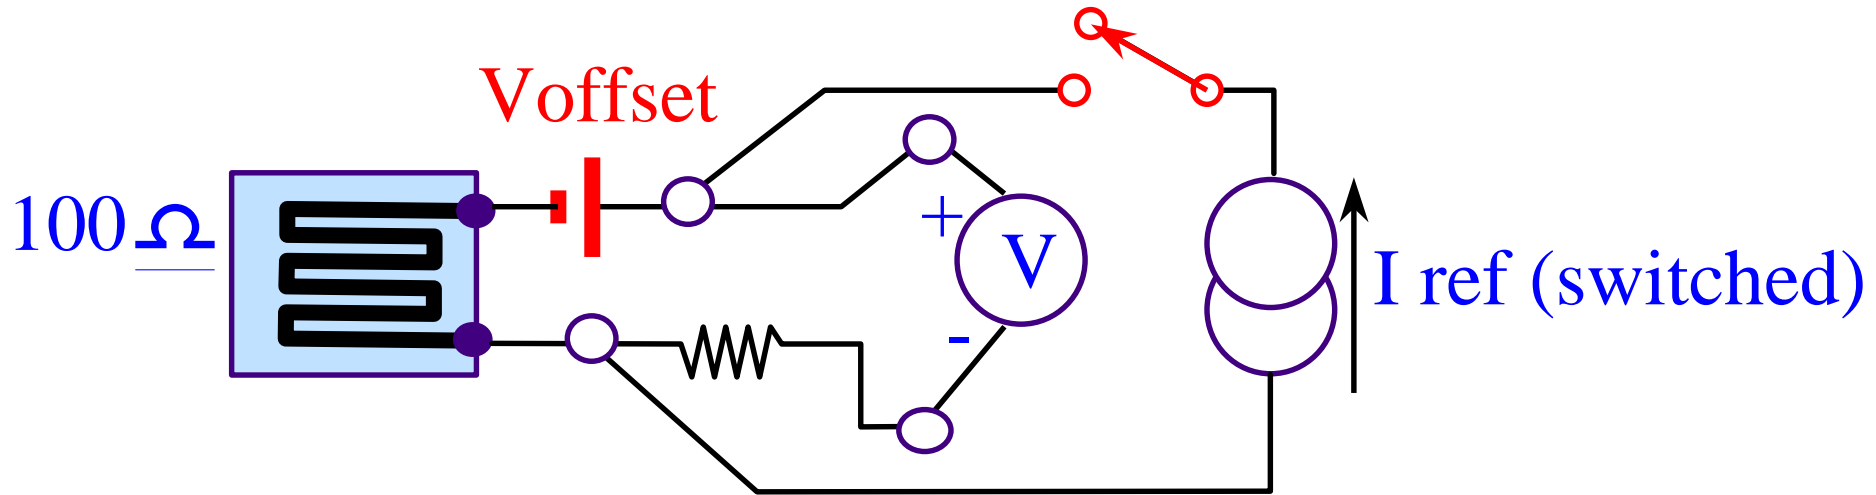 Voffset
100 Ω
+
V
-
I ref (switched)